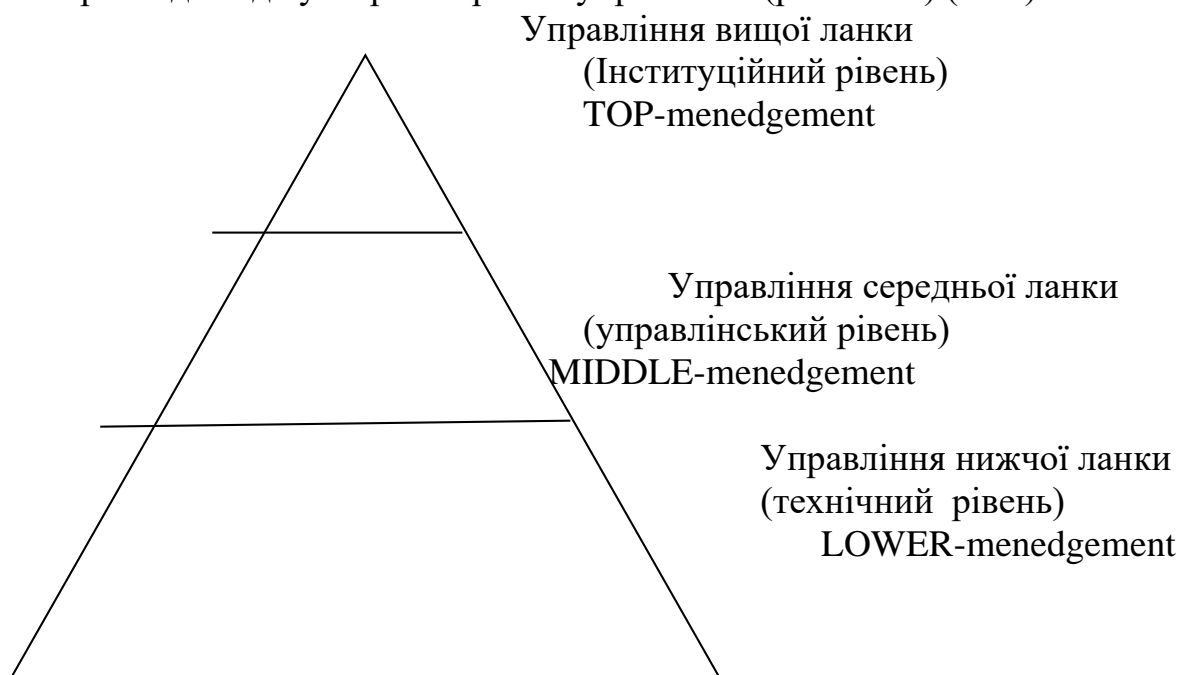 Управління вищої ланки
(Інституційний рівень)
TOP-menedgement
Управління середньої ланки
(управлінський рівень)
MIDDLE-menedgement
Управління нижчої ланки
(технічний рівень)
LOWER-menedgement